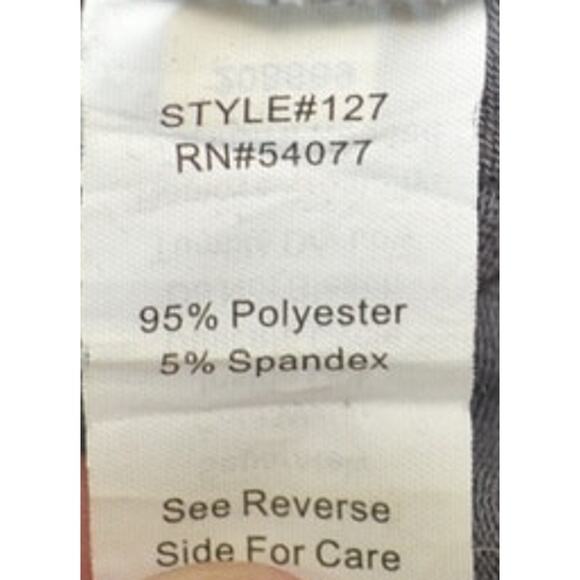 STYLE#127
RN#54077
95% Polyester
5% Spandex
See Reverse
Side For Care